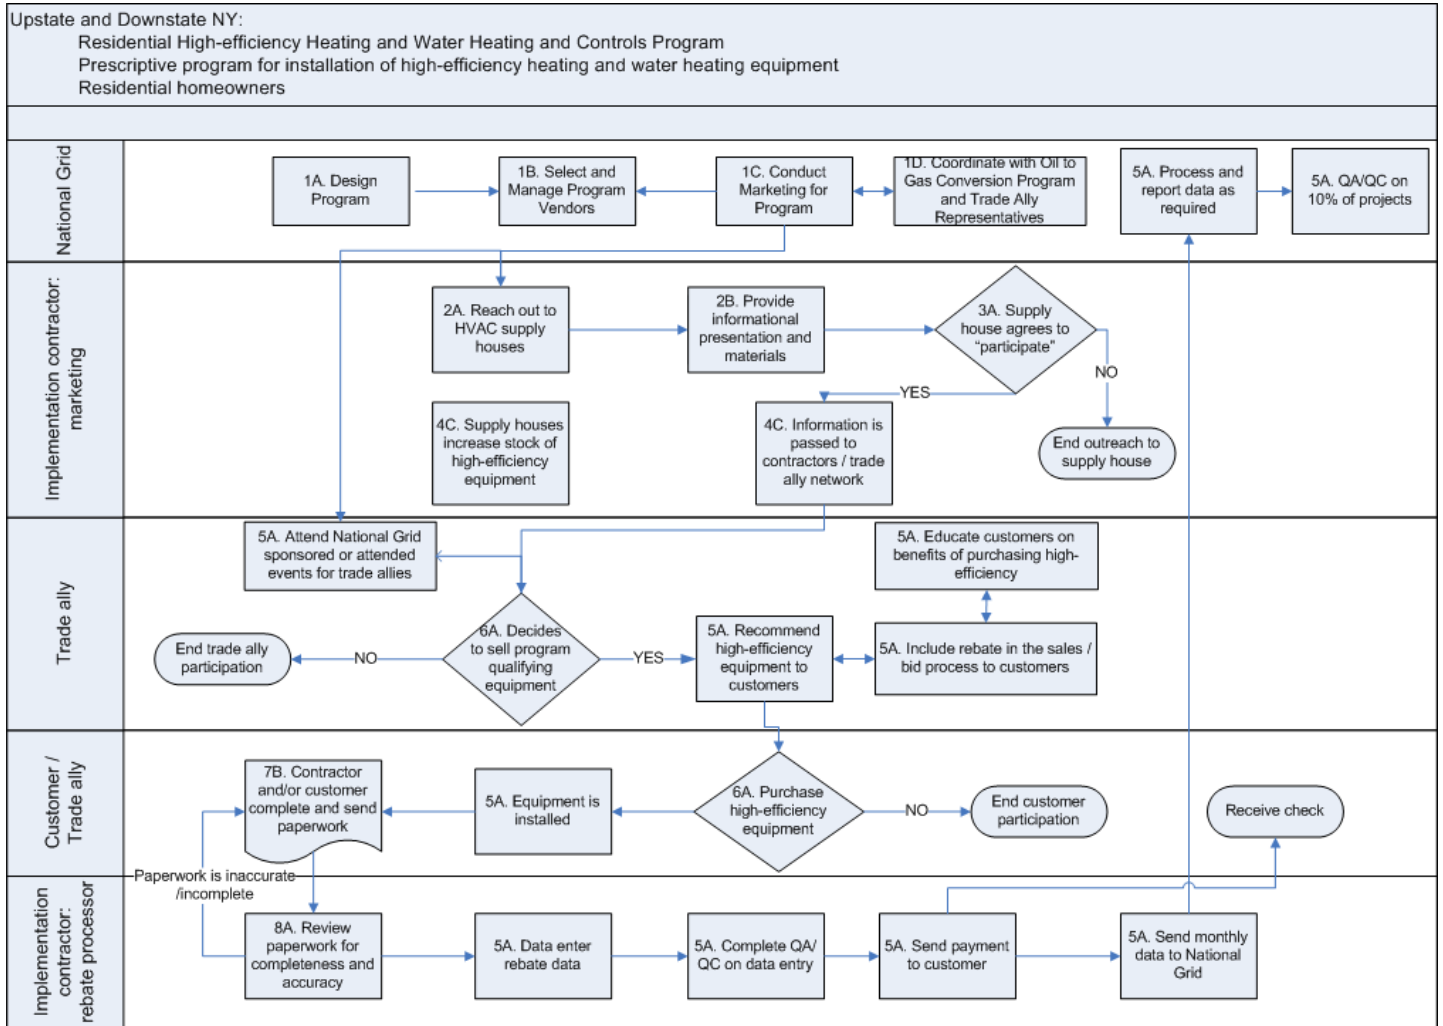 Upstate and Downstate NY:
Residential High-efficiency Heating and Water Heating and Controls Program
Prescriptive program for installation of high-efficiency heating and water heating equipment
Residential homeowners
National Grid
1A. Design
Program
1B. Select and
Manage Program
Vendors
1C. Conduct
Marketing for
Program
1D. Coordinate with Oil to
Gas Conversion Program
and Trade Ally
Representatives
5A. Process and
report data as
required
5A. QA/QC on
10% of projects
Implementation contractor:
marketing
2A. Reach out to
HVAC supply
houses
2B. Provide
informational
presentation and
materials
3A. Supply
house agrees to
“participate”
NO
YES
4C. Supply houses
increase stock of
high-efficiency
equipment
4C. Information is
passed to
contractors / trade
ally network
End outreach to
supply house
Trade ally
5A. Attend National Grid
sponsored or attended
events for trade allies
5A. Educate customers on
benefits of purchasing high-
efficiency
End trade ally
participation
NO
6A. Decides
to sell program
qualifying
equipment
YES
5A. Recommend
high-efficiency
equipment to
customers
5A. Include rebate in the sales /
bid process to customers
Customer /
Trade ally
7B. Contractor
and/or customer
complete and send
paperwork
5A. Equipment is
installed
6A. Purchase
high-efficiency
equipment
NO
End customer
participation
Receive check
Paperwork is inaccurate
/incomplete
Implementation
contractor:
rebate processor
8A. Review
paperwork for
completeness and
accuracy
5A. Data enter
rebate data
5A. Complete QA/
QC on data entry
5A. Send payment
to customer
5A. Send monthly
data to National
Grid